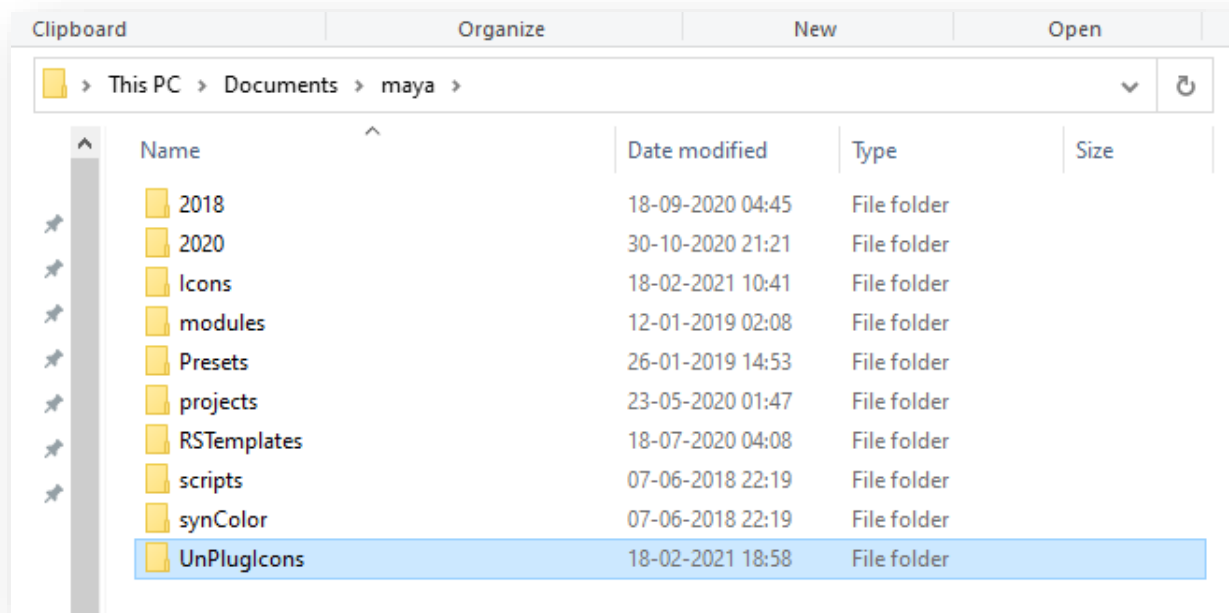 Clipboard Organize New Open
This PC > Documents > maya >
Name Date modified Type Size
2018 18-09-2020 04:45 File folder
2020 30-10-2020 21:21 File folder
Icons 18-02-2021 10:41 File folder
modules 12-01-2019 02:08 File folder
Presets 26-01-2019 14:53 File folder
projects 23-05-2020 01:47 File folder
RSTemplates 18-07-2020 04:08 File folder
scripts 07-06-2018 22:19 File folder
synColor 07-06-2018 22:19 File folder
UnPlugIcons 18-02-2021 18:58 File folder